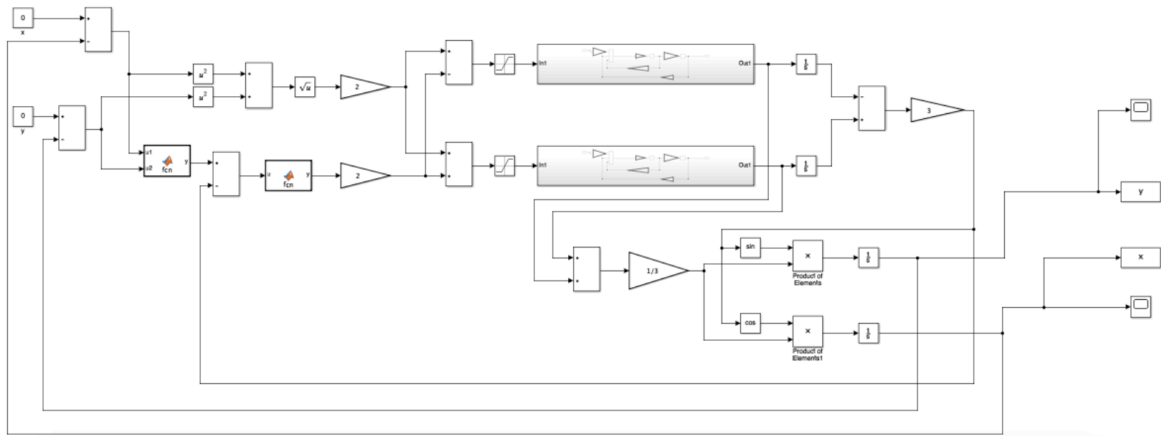 0
x
0
y
u²
u²
√u
2
u1
u2
fcn
y
u
fcn
y
2
In1
Out1
1/s
In1
Out1
1/s
3
y
x
1/3
sin
×
Product of
Elements
1/s
cos
×
Product of
Elements1
1/s